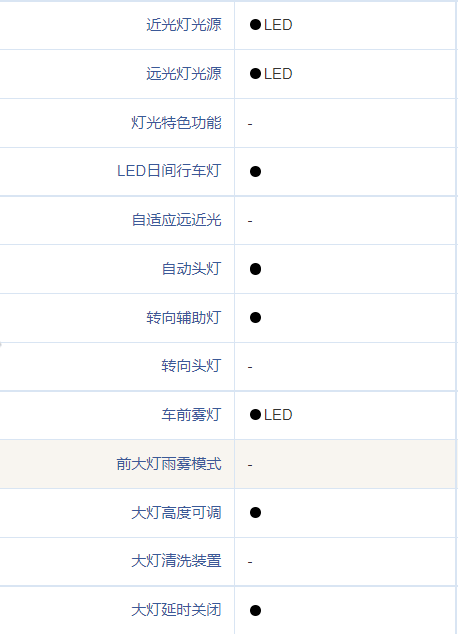 近光灯光源 ●LED
远光灯光源 ●LED
灯光特色功能 -
LED日间行车灯 ●
自适应远近光 -
自动头灯 ●
转向辅助灯 ●
转向头灯 -
车前雾灯 ●LED
前大灯雨雾模式 -
大灯高度可调 ●
大灯清洗装置 -
大灯延时关闭 ●